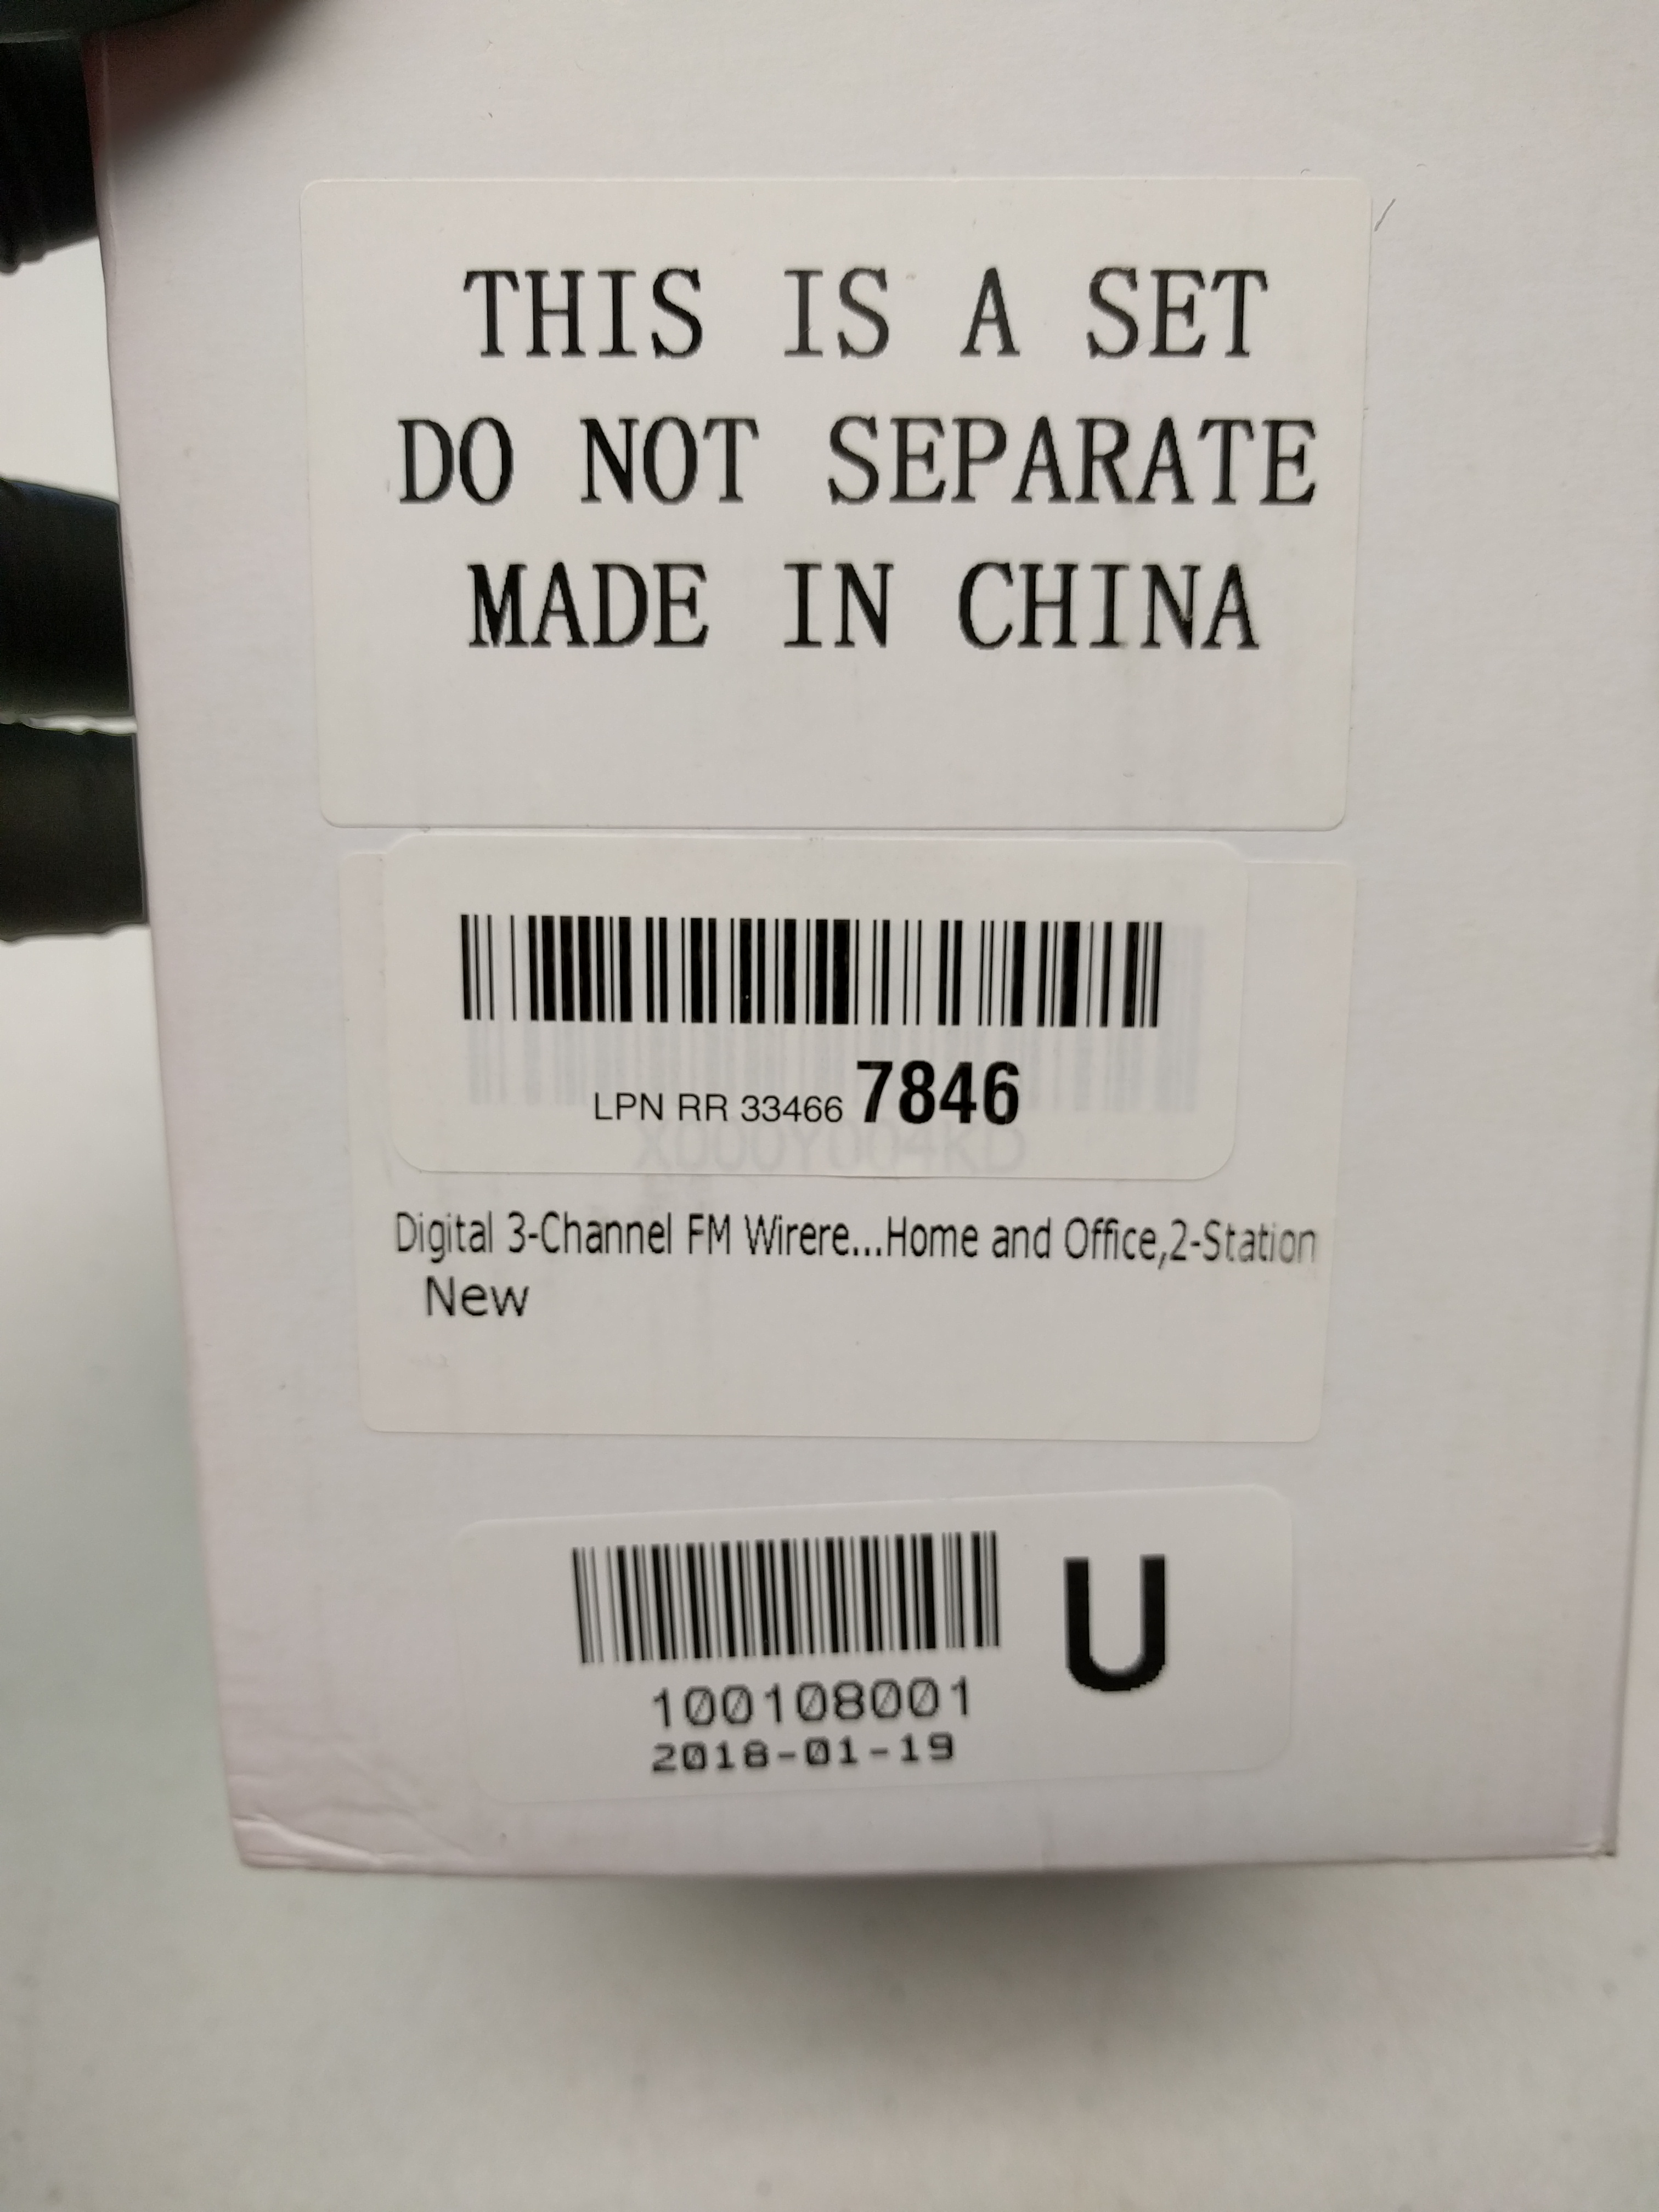 THIS IS A SET
DO NOT SEPARATE
MADE IN CHINA
LPN RR 33466 7846
X000Y004KD
Digital 3-Channel FM Wirere...Home and Office,2-Station
New
100108001
2018-01-19
U